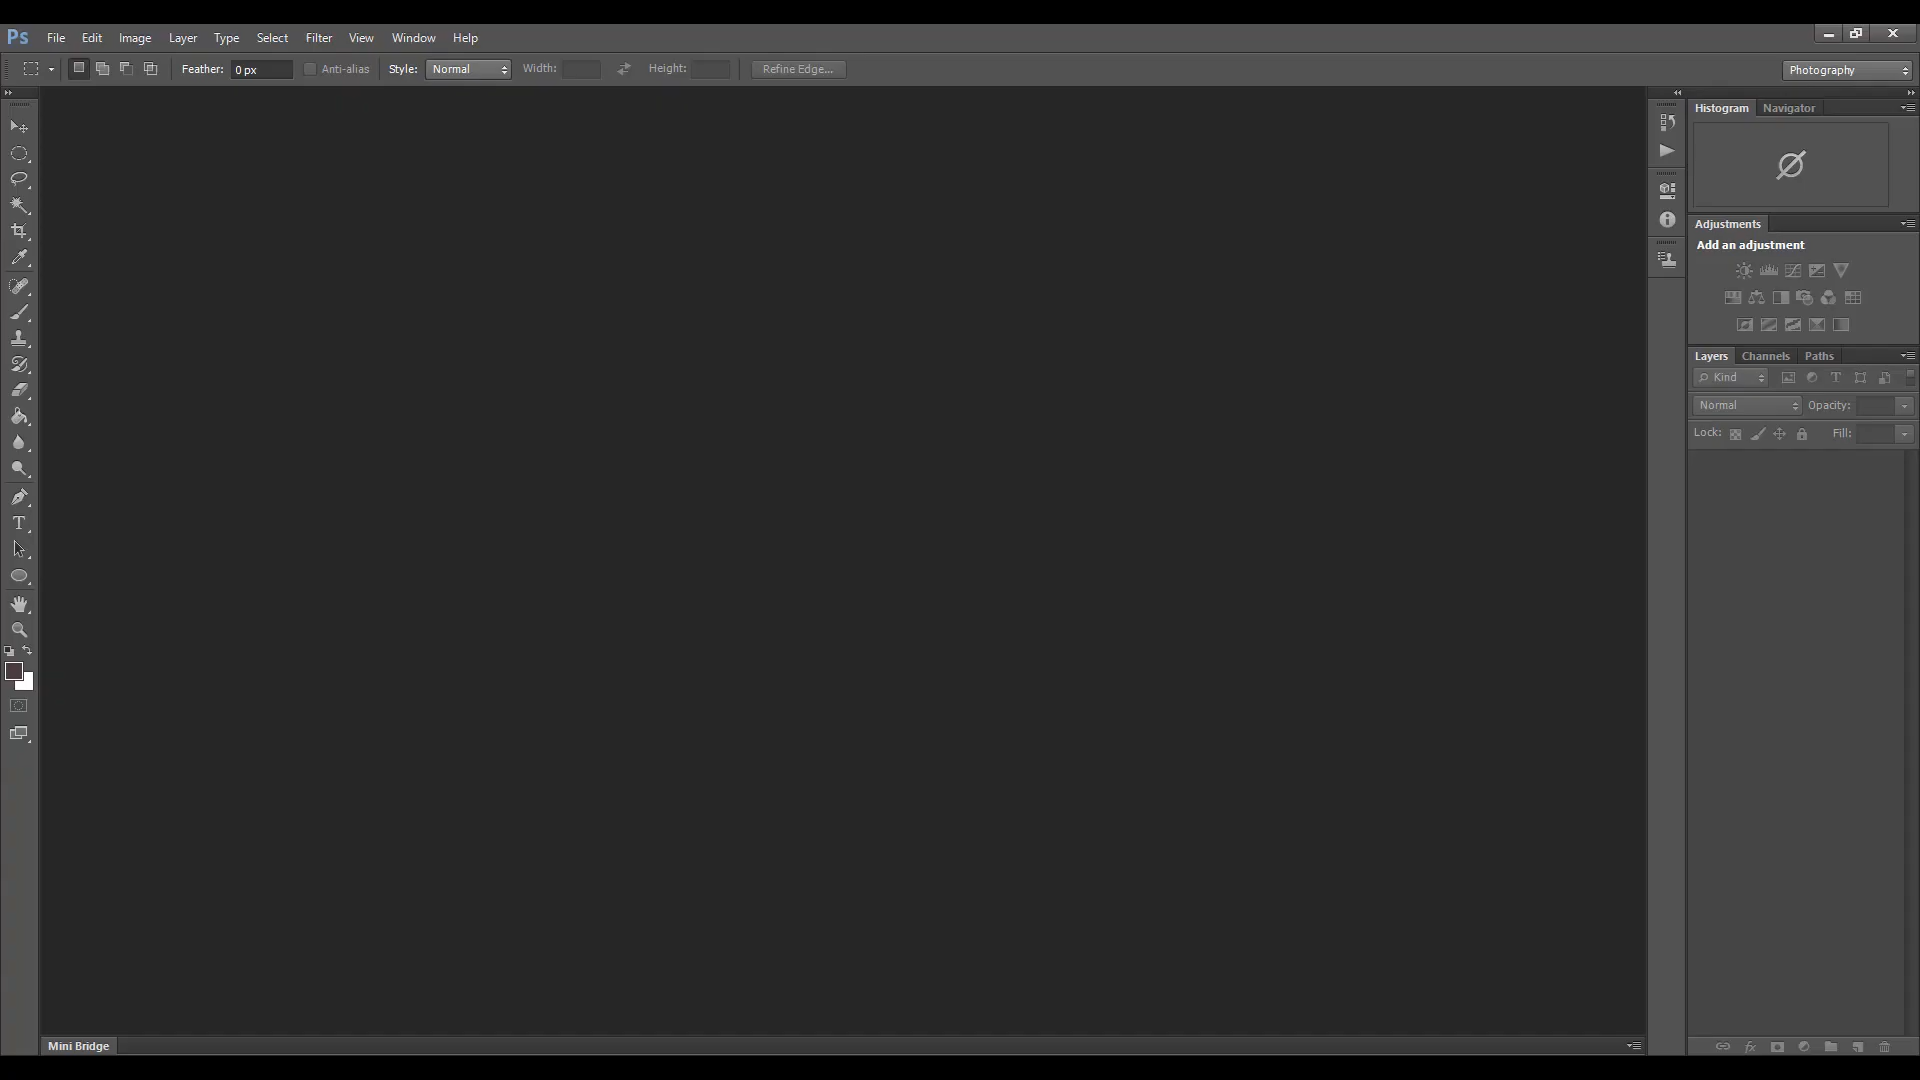 Ps File Edit Image Layer Type Select Filter View Window Help
Feather: 0 px Anti-alias Style: Normal Width: Height: Refine Edge... Photography
Histogram Navigator
Adjustments
Add an adjustment
Layers Channels Paths
Kind T
Normal Opacity:
Lock: Fill:
T
Mini Bridge
fx